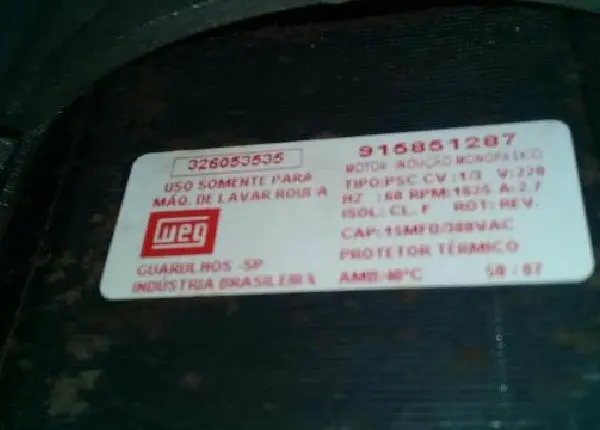 326053535
USO SOMENTE PARA
MÁQ. DE LAVAR ROUPA
WEG
GUARULHOS -SP
INDÚSTRIA BRASILEIRA
915851287
MOTOR INDUÇÃO MONOFÁSICO
TIPO:PSC CV:1/3 V:220
HZ :60 RPM:1625 A:2.7
ISOL: CL. F ROT: REV.
CAP: 15MFD/380VAC
PROTETOR TÉRMICO
AMB:40°C 50/07